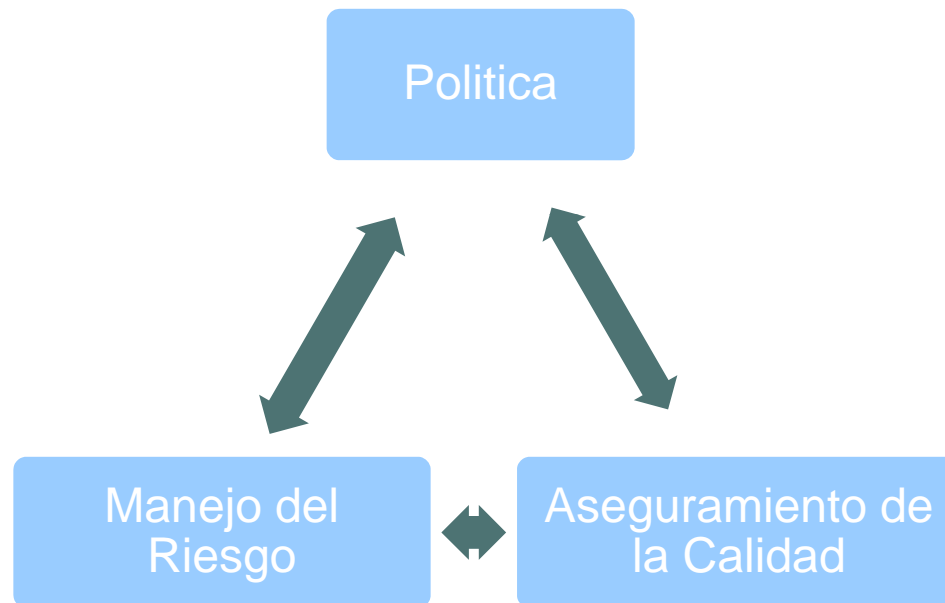 Politica
Manejo del
Riesgo
Aseguramiento de
la Calidad